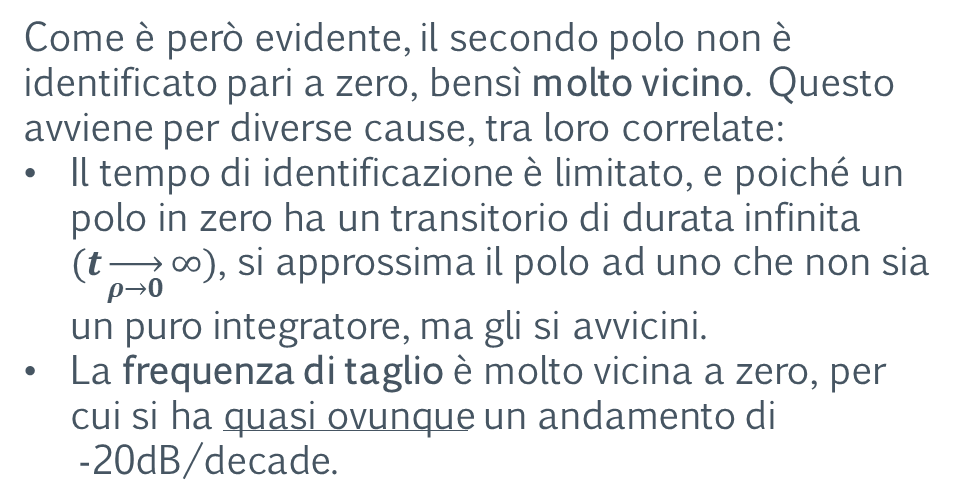 Come è però evidente, il secondo polo non è
identificato pari a zero, bensì molto vicino. Questo
avviene per diverse cause, tra loro correlate:
• Il tempo di identificazione è limitato, e poiché un
polo in zero ha un transitorio di durata infinita
(t ⟶ ∞), si approssima il polo ad uno che non sia
ρ→0
un puro integratore, ma gli si avvicini.
• La frequenza di taglio è molto vicina a zero, per
cui si ha quasi ovunque un andamento di
-20dB/decade.